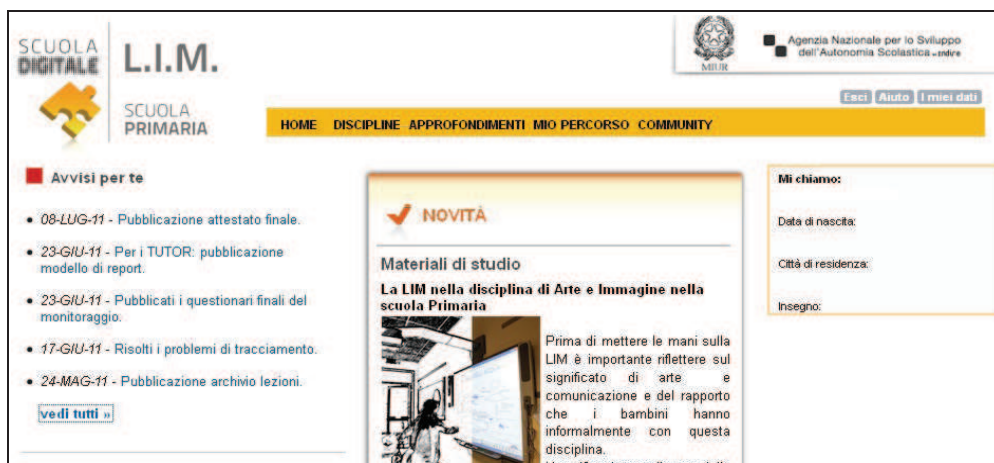 SCUOLA
DIGITALE
L.I.M.
SCUOLA
PRIMARIA
MIUR
Agenzia Nazionale per lo Sviluppo
dell'Autonomia Scolastica - indire
Esci Aiuto I miei dati
HOME DISCIPLINE APPROFONDIMENTI MIO PERCORSO COMMUNITY
Avvisi per te
• 08-LUG-11 - Pubblicazione attestato finale.
• 23-GIU-11 - Per i TUTOR: pubblicazione
modello di report.
• 23-GIU-11 - Pubblicati i questionari finali del
monitoraggio.
• 17-GIU-11 - Risolti i problemi di tracciamento.
• 24-MAG-11 - Pubblicazione archivio lezioni.
vedi tutti »
NOVITÀ
Materiali di studio
La LIM nella disciplina di Arte e Immagine nella
scuola Primaria
Prima di mettere le mani sulla
LIM è importante riflettere sul
significato di arte e
comunicazione e del rapporto
che i bambini hanno
informalmente con questa
disciplina.
Mi chiamo:
Data di nascita:
Città di residenza:
Insegno: